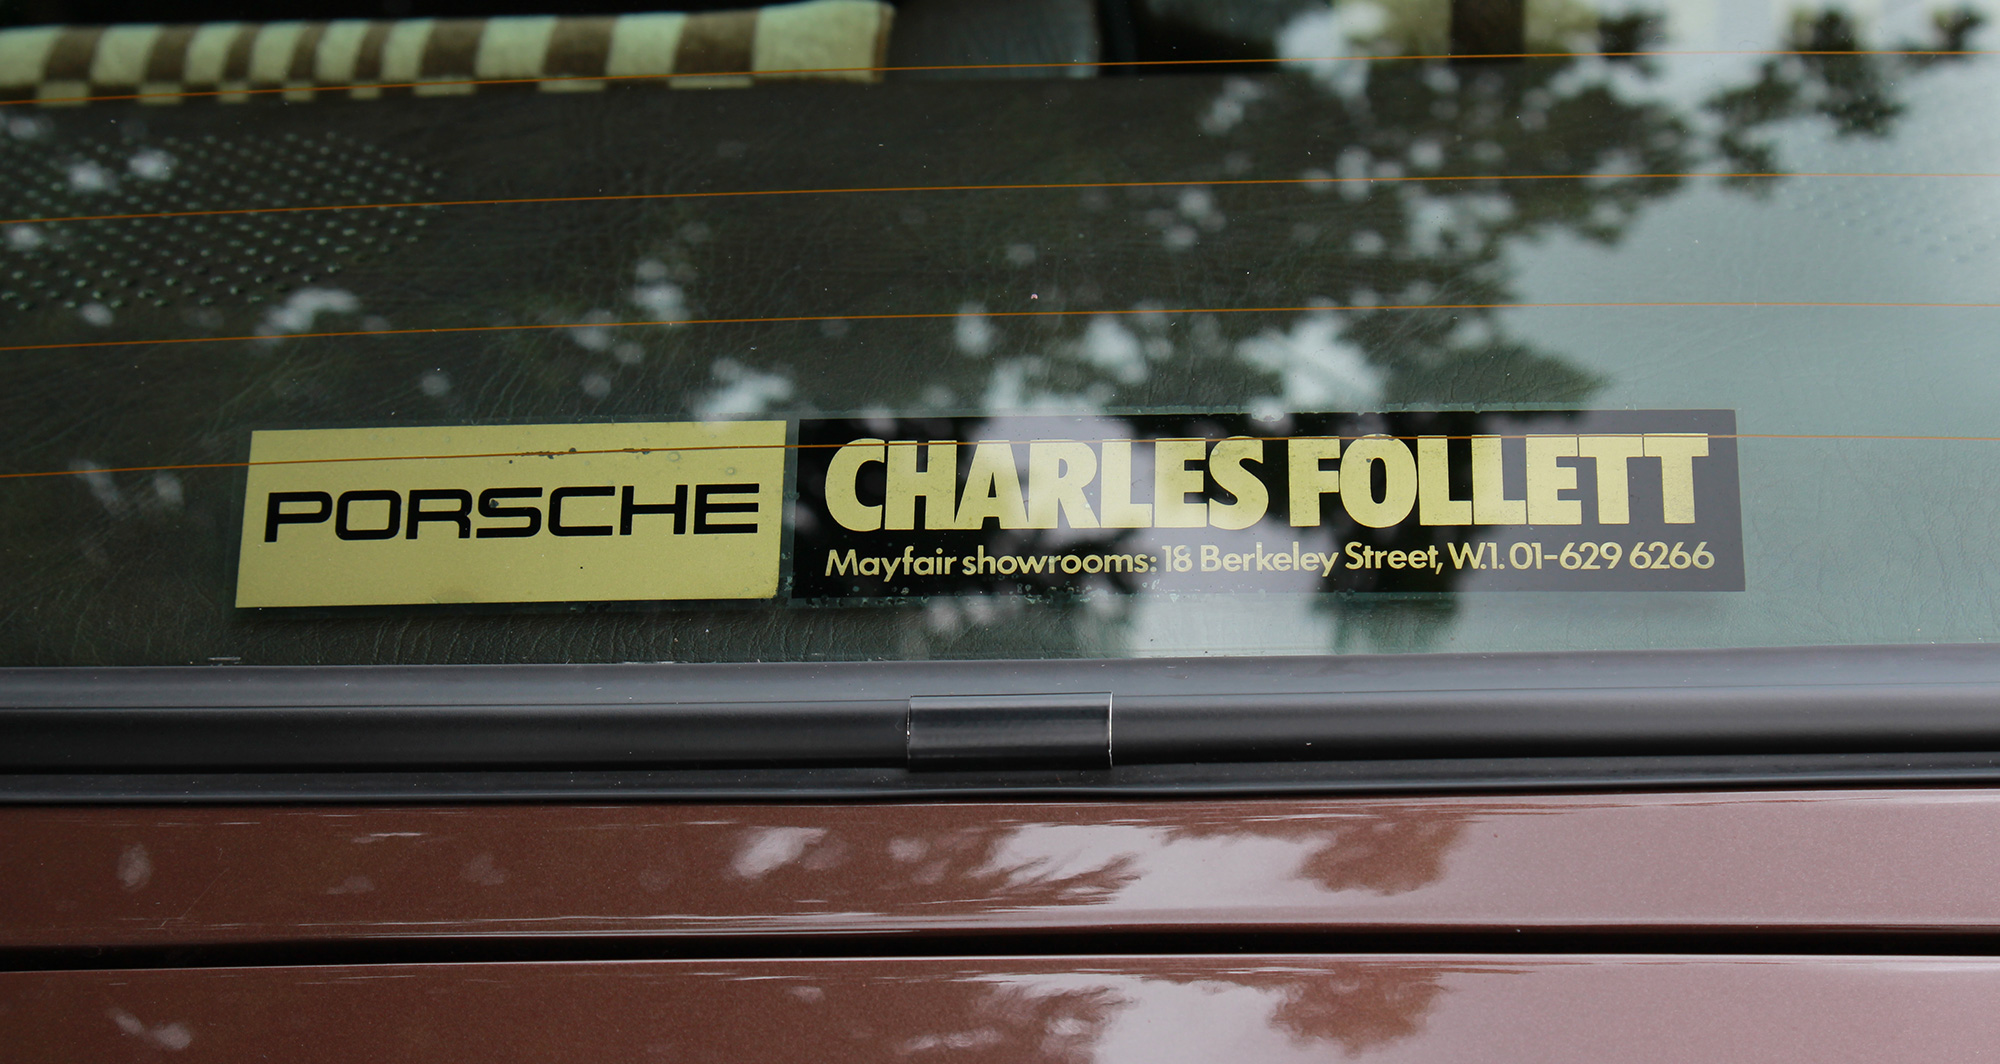 PORSCHE
CHARLES FOLLETT
Mayfair showrooms: 18 Berkeley Street, W.1. 01-629 6266